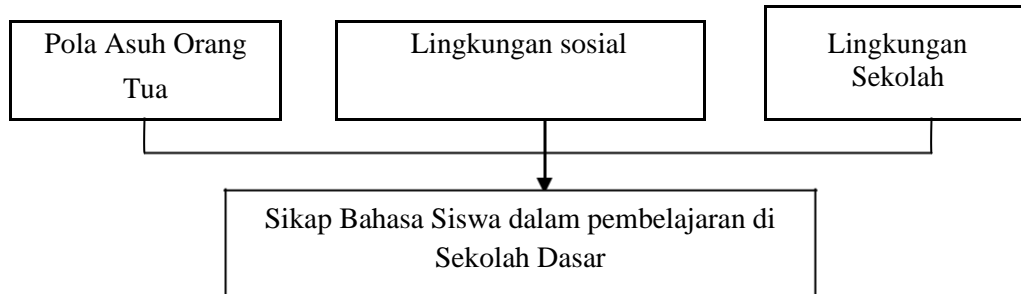 Pola Asuh Orang
Tua
Lingkungan sosial
Lingkungan
Sekolah
Sikap Bahasa Siswa dalam pembelajaran di
Sekolah Dasar